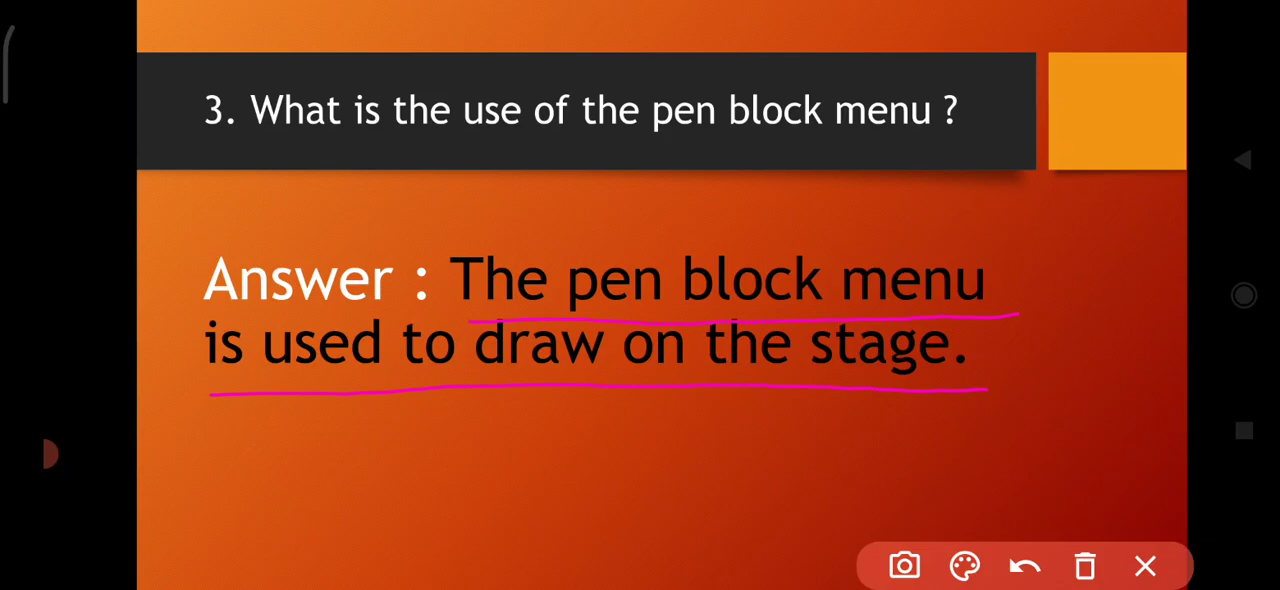 3. What is the use of the pen block menu ?
Answer : The pen block menu
is used to draw on the stage.